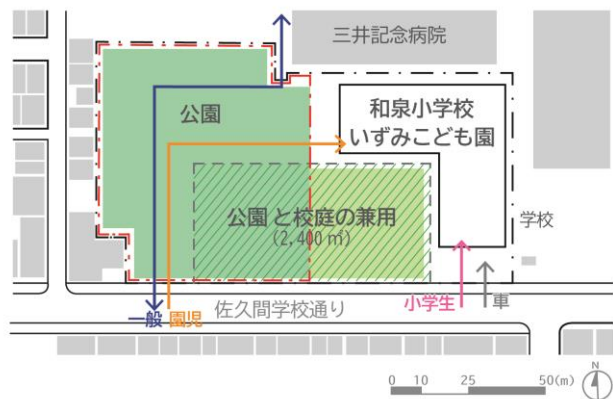 三井記念病院
公園
和泉小学校
いずみこども園
公園と校庭の兼用
(2,400㎡)
学校
一般 園児
佐久間学校通り
小学生
車
N
0 10 25 50(m)